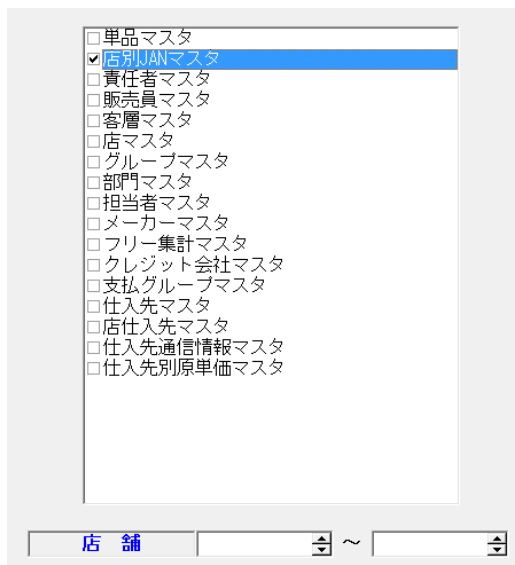 単品マスタ
店別JANマスタ
責任者マスタ
販売員マスタ
客層マスタ
店マスタ
グループマスタ
部門マスタ
担当者マスタ
メーカーマスタ
フリー集計マスタ
クレジット会社マスタ
支払グループマスタ
仕入先マスタ
店仕入先マスタ
仕入先通信情報マスタ
仕入先別原単価マスタ
店 舗 ～